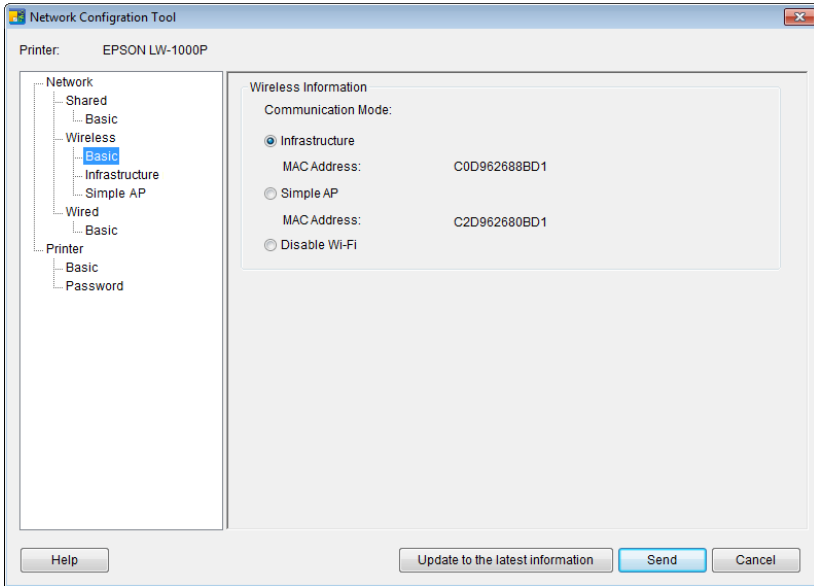 Network Configration Tool
Printer: EPSON LW-1000P
Network
Shared
Basic
Wireless
Basic
Infrastructure
Simple AP
Wired
Basic
Printer
Basic
Password
Wireless Information
Communication Mode:
Infrastructure
MAC Address: C0D962688BD1
Simple AP
MAC Address: C2D962680BD1
Disable Wi-Fi
Help Update to the latest information Send Cancel